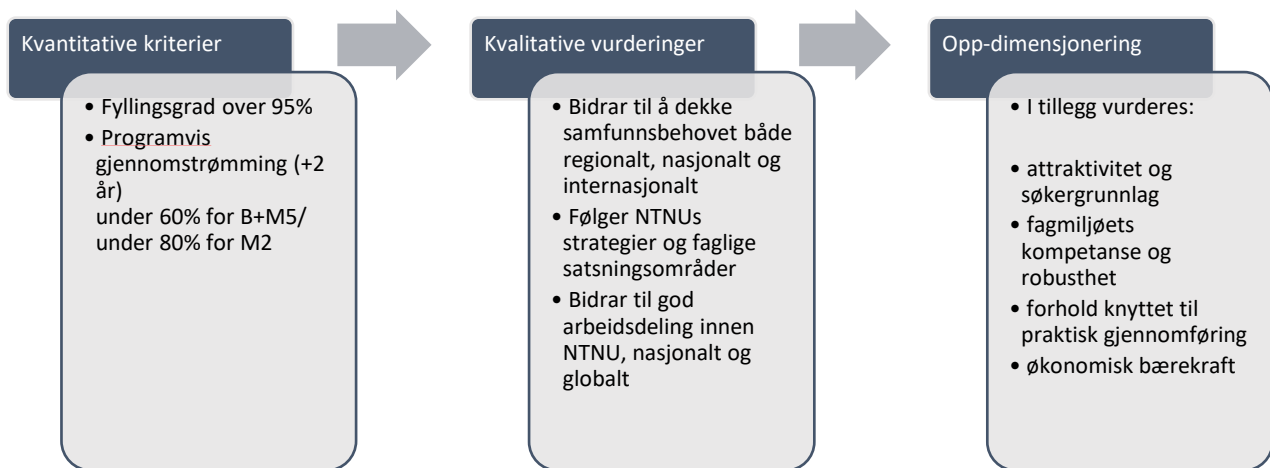 Kvantitative kriterier
• Fyllingsgrad over 95%
• Programvis
gjennomstrømming (+2
år)
under 60% for B+M5/
under 80% for M2
Kvalitative vurderinger
• Bidrar til å dekke
samfunnsbehovet både
regionalt, nasjonalt og
internasjonalt
• Følger NTNUs
strategier og faglige
satsningsområder
• Bidrar til god
arbeidsdeling innen
NTNU, nasjonalt og
globalt
Opp-dimensjonering
• I tillegg vurderes:
• attraktivitet og
søkergrunnlag
• fagmiljøets
kompetanse og
robusthet
• forhold knyttet til
praktisk gjennomføring
• økonomisk bærekraft